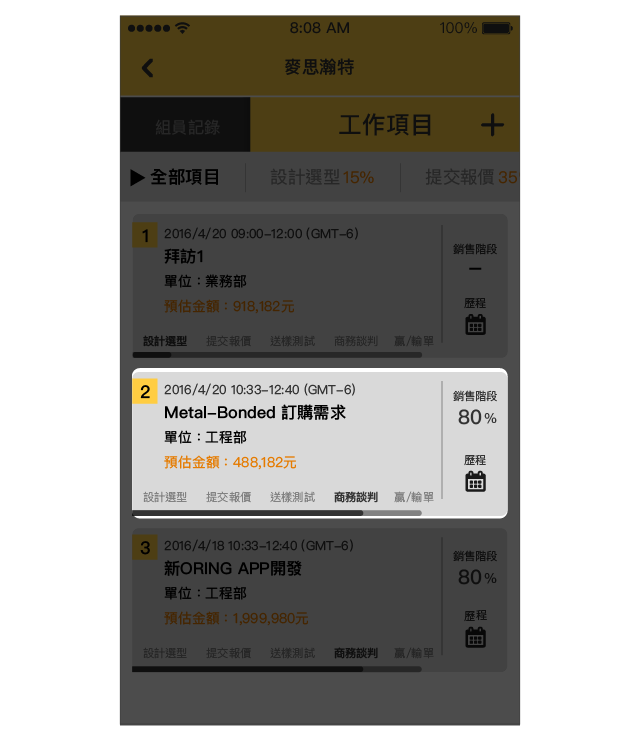 8:08 AM 100%
麥思瀚特
組員記錄 工作項目
全部項目 設計選型 15% 提交報價 35
1 2016/4/20 09:00-12:00 (GMT-6)
拜訪1
單位：業務部
預估金額：918,182元
設計選型 提交報價 送樣測試 商務談判 贏/輸單
銷售階段
–
歷程
2 2016/4/20 10:33-12:40 (GMT-6)
Metal-Bonded 訂購需求
單位：工程部
預估金額：488,182元
設計選型 提交報價 送樣測試 商務談判 贏/輸單
銷售階段
80%
歷程
3 2016/4/18 10:33-12:40 (GMT-6)
新ORING APP開發
單位：工程部
預估金額：1,999,980元
設計選型 提交報價 送樣測試 商務談判 贏/輸單
銷售階段
80%
歷程